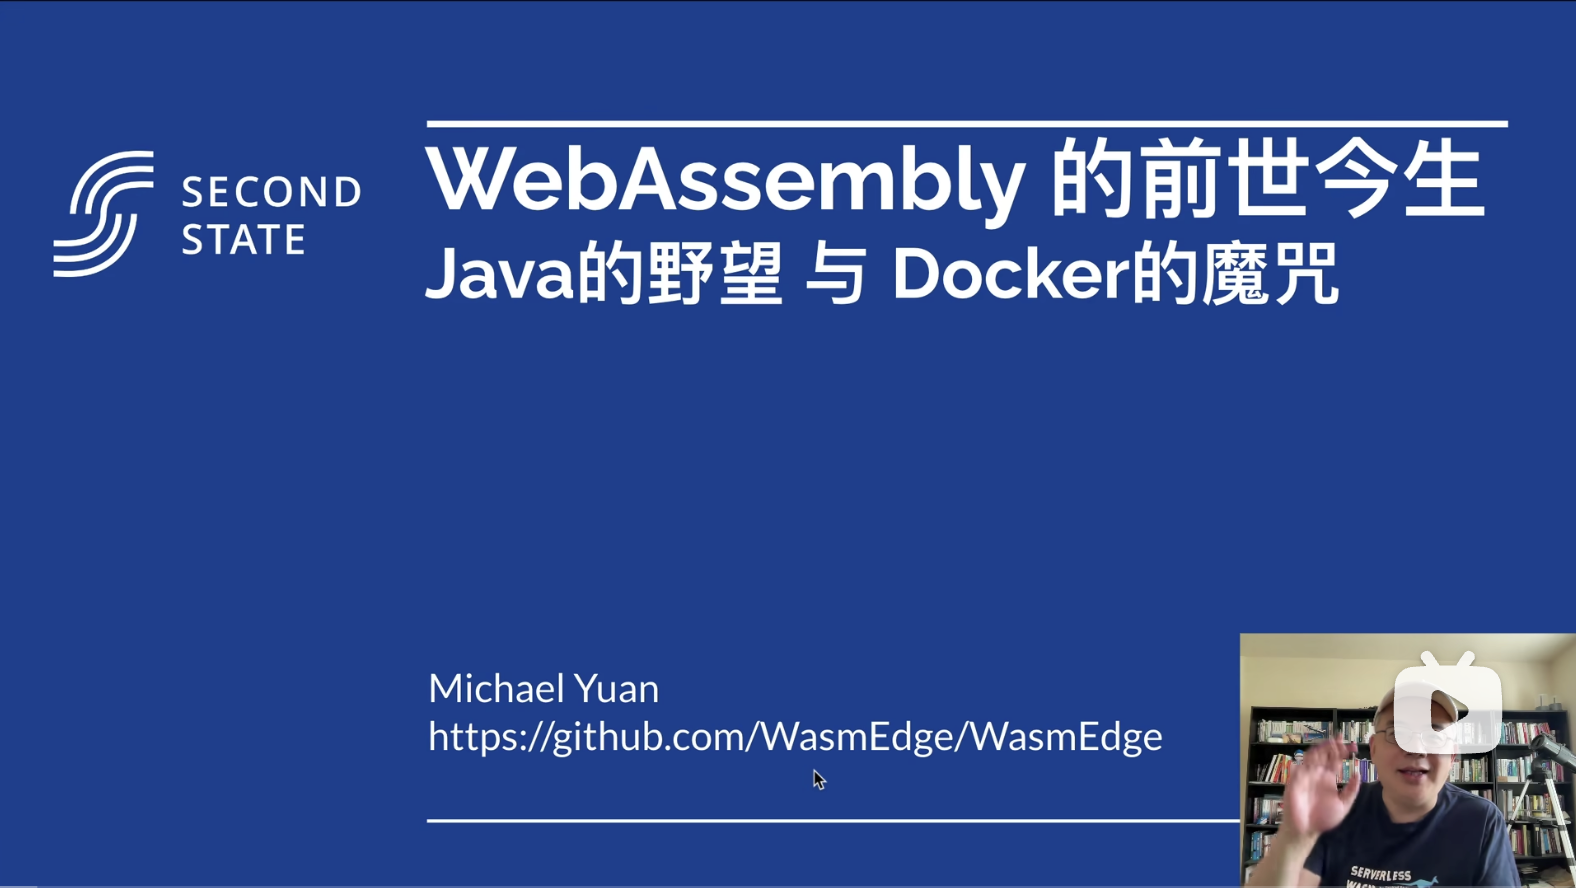 SECOND
STATE
WebAssembly 的前世今生
Java的野望 与 Docker的魔咒
Michael Yuan
https://github.com/WasmEdge/WasmEdge
SERVERLESS